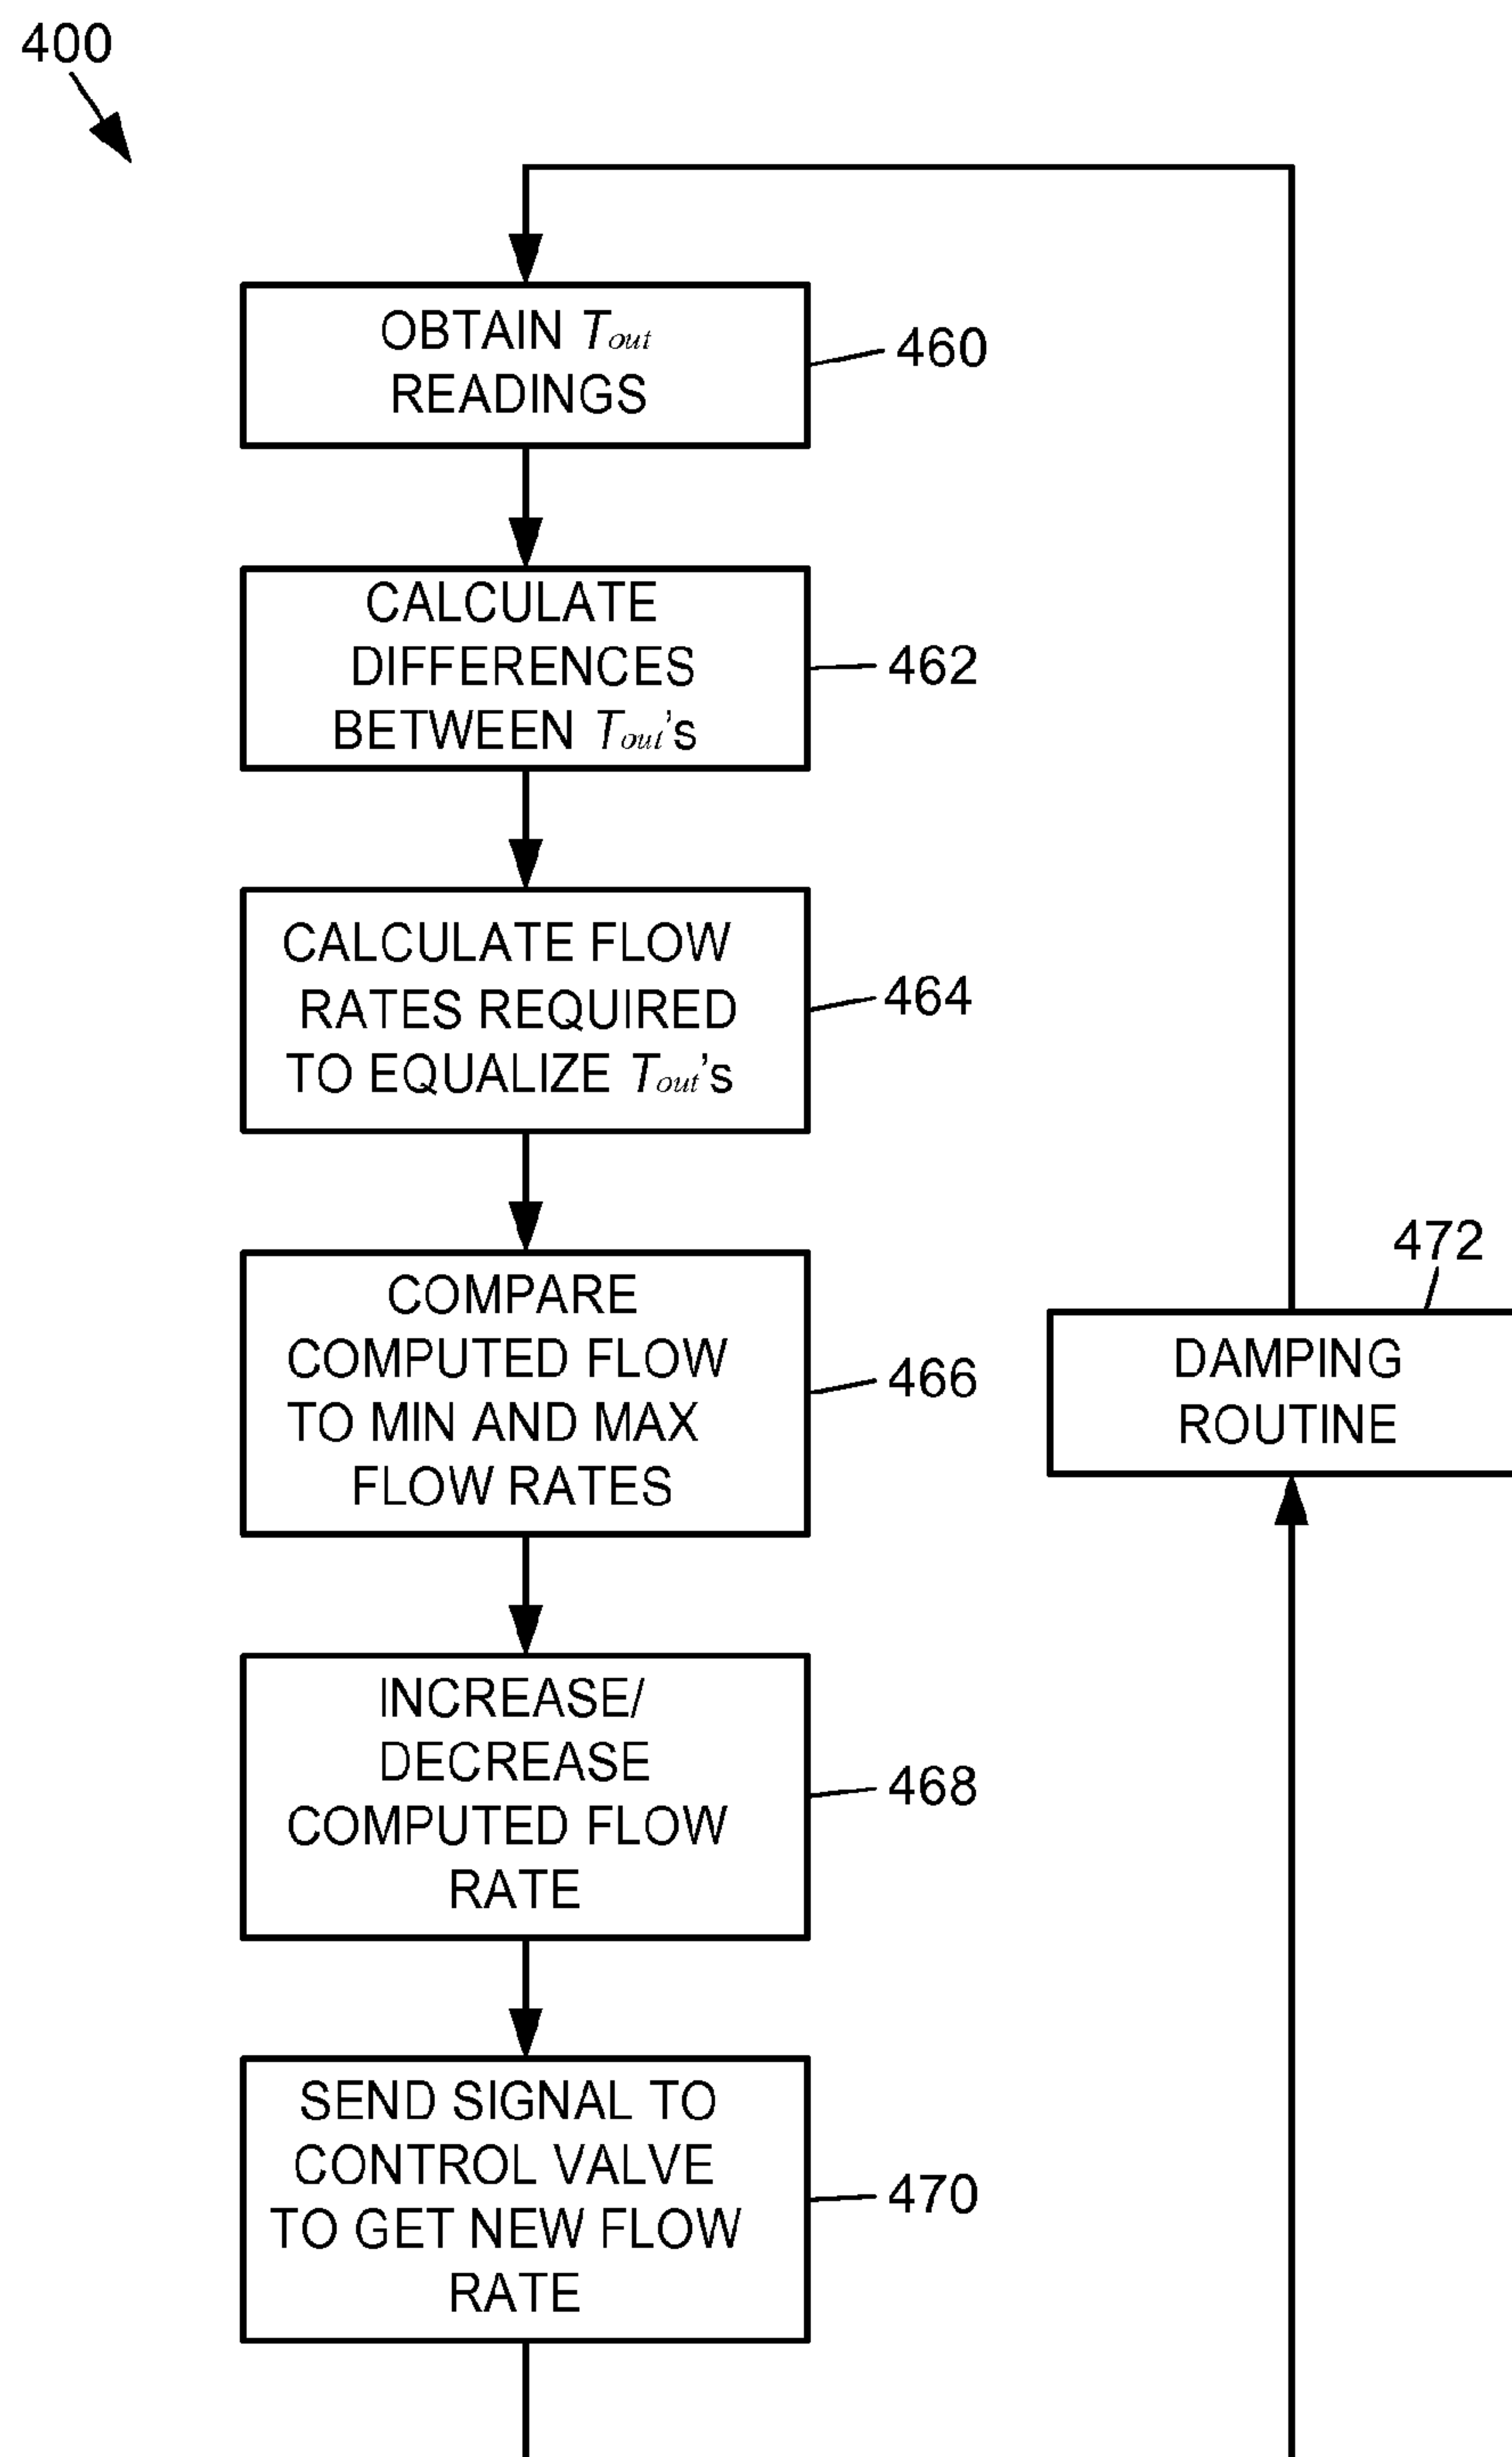 400
OBTAIN Tout
READINGS
460
CALCULATE
DIFFERENCES
BETWEEN Tout's
462
CALCULATE FLOW
RATES REQUIRED
TO EQUALIZE Tout's
464
COMPARE
COMPUTED FLOW
TO MIN AND MAX
FLOW RATES
466
472
DAMPING
ROUTINE
INCREASE/
DECREASE
COMPUTED FLOW
RATE
468
SEND SIGNAL TO
CONTROL VALVE
TO GET NEW FLOW
RATE
470